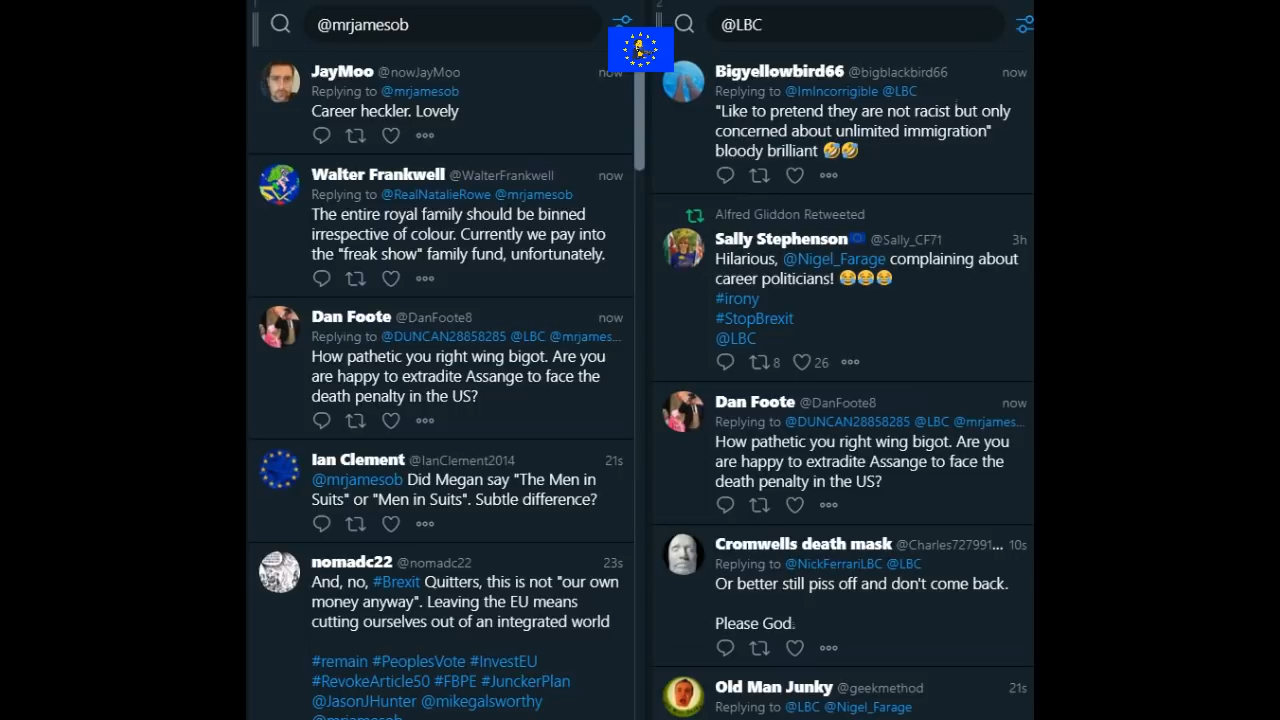 @mrjamesob
JayMoo @nowJayMoo now
Replying to @mrjamesob
Career heckler. Lovely
Walter Frankwell @WalterFrankwell now
Replying to @RealNatalieRowe @mrjamesob
The entire royal family should be binned
irrespective of colour. Currently we pay into
the "freak show" family fund, unfortunately.
Dan Foote @DanFoote8 now
Replying to @DUNCAN28858285 @LBC @mrjames...
How pathetic you right wing bigot. Are you
are happy to extradite Assange to face the
death penalty in the US?
Ian Clement @IanClement2014 21s
@mrjamesob Did Megan say "The Men in
Suits" or "Men in Suits". Subtle difference?
nomadc22 @nomadc22 23s
And, no, #Brexit Quitters, this is not "our own
money anyway". Leaving the EU means
cutting ourselves out of an integrated world
#remain #PeoplesVote #InvestEU
#RevokeArticle50 #FBPE #JunckerPlan
@JasonJHunter @mikegalsworthy
@mrjamesob
2
@LBC
Bigyellowbird66 @bigblackbird66 now
Replying to @ImIncorrigible @LBC
"Like to pretend they are not racist but only
concerned about unlimited immigration"
bloody brilliant 🤣🤣
Alfred Gliddon Retweeted
Sally Stephenson🇪🇺 @Sally_CF71 3h
Hilarious, @Nigel_Farage complaining about
career politicians! 😂😂😂
#irony
#StopBrexit
@LBC
8 26
Dan Foote @DanFoote8 now
Replying to @DUNCAN28858285 @LBC @mrjames...
How pathetic you right wing bigot. Are you
are happy to extradite Assange to face the
death penalty in the US?
Cromwells death mask @Charles727991... 10s
Replying to @NickFerrariLBC @LBC
Or better still piss off and don't come back.
Please God.
Old Man Junky @geekmethod 21s
Replying to @LBC @Nigel_Farage